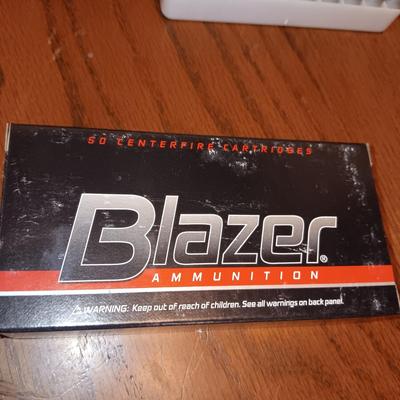 50 CENTERFIRE CARTRIDGES
Blazer®
AMMUNITION
⚠ WARNING: Keep out of reach of children. See all warnings on back panel.